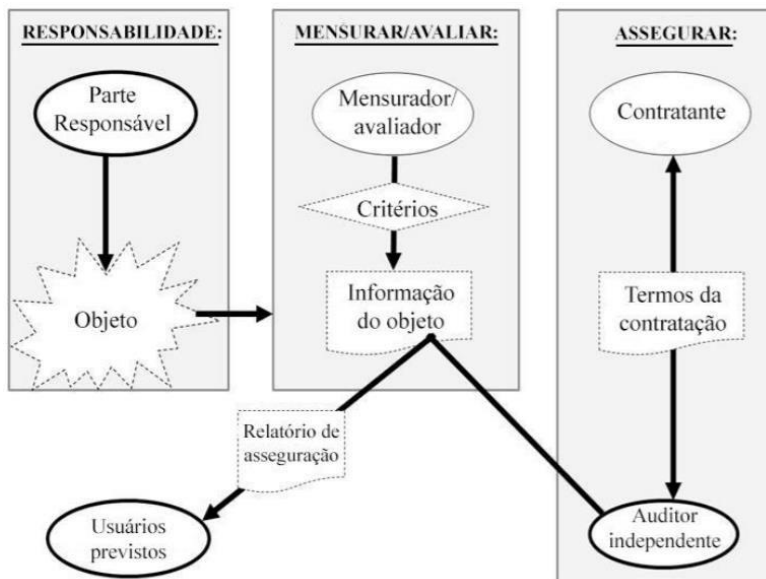 RESPONSABILIDADE:
Parte
Responsável
Objeto
MENSURAR/AVALIAR:
Mensurador/
avaliador
Critérios
Informação
do objeto
ASSEGURAR:
Contratante
Termos da
contratação
Relatório de
asseguração
Usuários
previstos
Auditor
independente